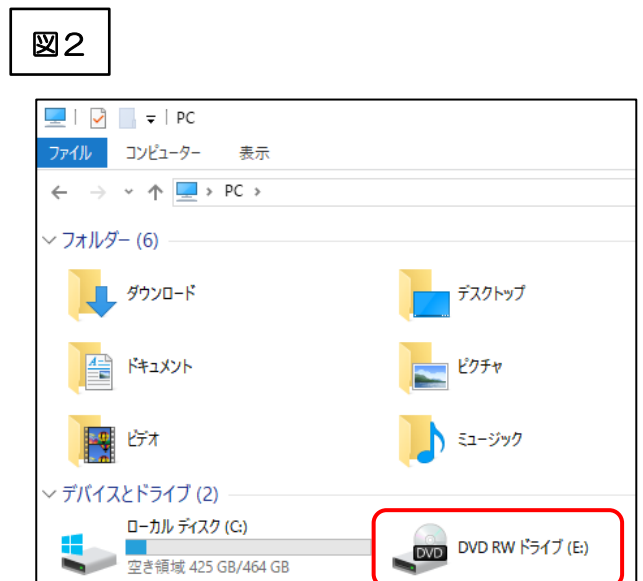 図2
PC
ファイル コンピューター 表示
PC
フォルダー (6)
ダウンロード デスクトップ
ドキュメント ピクチャ
ビデオ ミュージック
デバイスとドライブ (2)
ローカル ディスク (C:)
DVD DVD RW ドライブ (E:)
空き領域 425 GB/464 GB